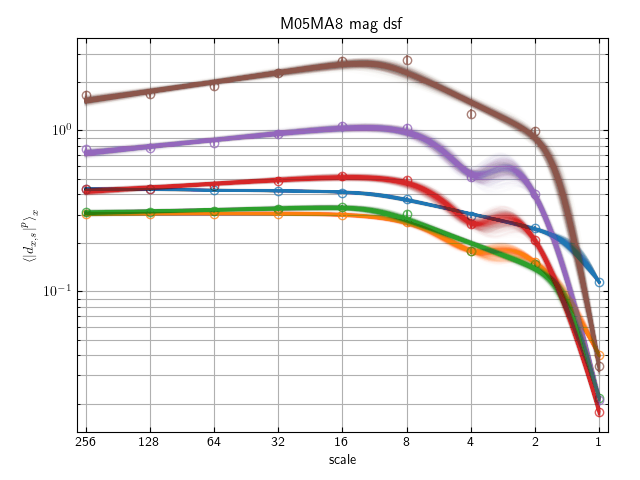 M05MA8 mag dsf
⟨|d_{x,s}|^p⟩_x
10^0
10^{-1}
256 128 64 32 16 8 4 2 1
scale